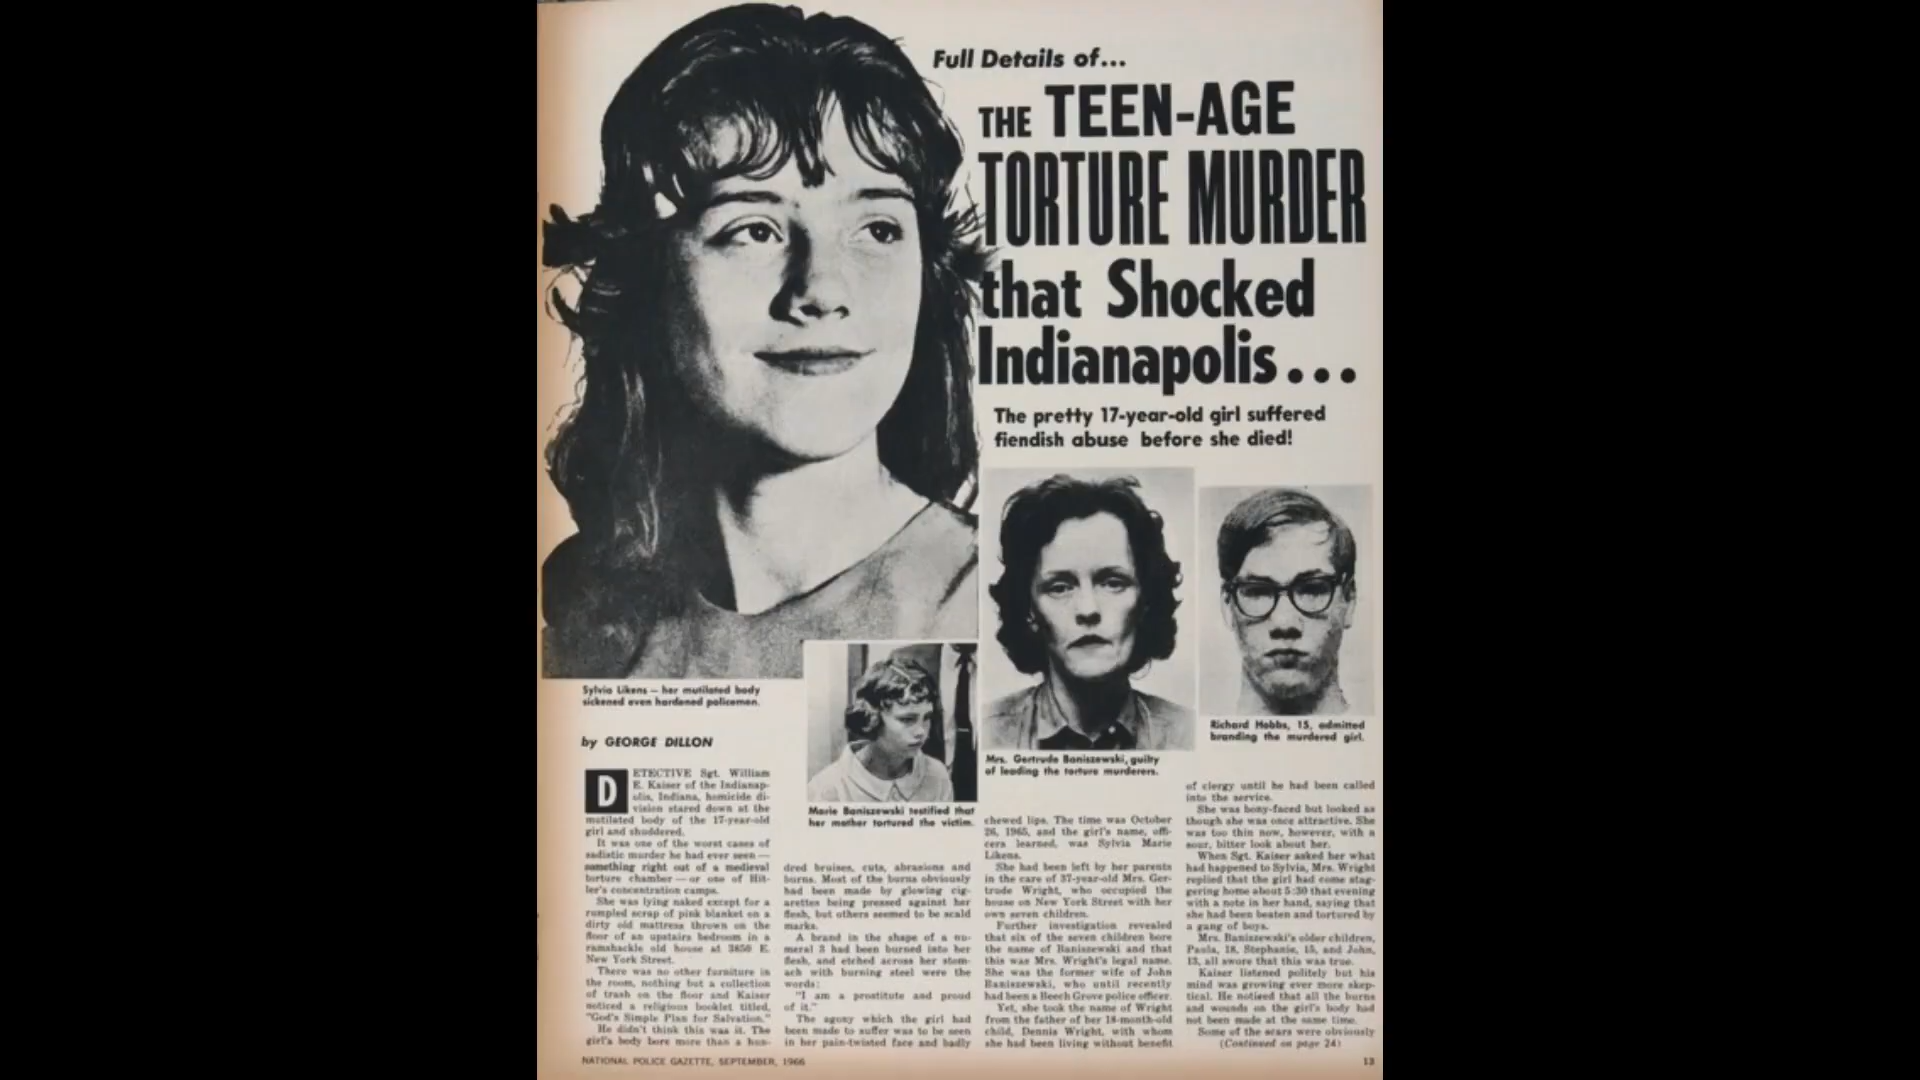 Full Details of...
THE TEEN-AGE
TORTURE MURDER
that Shocked
Indianapolis...
The pretty 17-year-old girl suffered
fiendish abuse before she died!
Sylvia Likens — her mutilated body
sickened even hardened policemen.
Marie Baniszewski testified that
her mother tortured the victim.
Mrs. Gertrude Baniszewski, guilty
of leading the torture murderers.
Richard Hobbs, 15, admitted
branding the murdered girl.
by GEORGE DILLON
DETECTIVE Sgt. William
E. Kaiser of the Indianap-
olis, Indiana, homicide di-
vision stared down at the
mutilated body of the 17-year-old
girl and shuddered.
It was one of the worst cases of
sadistic murder he had ever seen —
something right out of a medieval
torture chamber — or one of Hit-
ler's concentration camps.
She was lying naked except for a
rumpled scrap of pink blanket on a
dirty old mattress thrown on the
floor of an upstairs bedroom in a
ramshackle old house at 3850 E.
New York Street.
There was no other furniture in
the room, nothing but a collection
of trash on the floor and Kaiser
noticed a religious booklet titled,
"God's Simple Plan for Salvation."
He didn't think this was it. The
girl's body bore more than a hun-
dred bruises, cuts, abrasions and
burns. Most of the burns obviously
had been made by glowing cig-
arettes being pressed against her
flesh, but others seemed to be scald
marks.
A brand in the shape of a nu-
meral 3 had been burned into her
flesh, and etched across her stom-
ach with burning steel were the
words:
"I am a prostitute and proud
of it."
The agony which the girl had
been made to suffer was to be seen
in her pain-twisted face and badly
chewed lips. The time was October
26, 1965, and the girl's name, offi-
cers learned, was Sylvia Marie
Likens.
She had been left by her parents
in the care of 37-year-old Mrs. Ger-
trude Wright, who occupied the
house on New York Street with her
own seven children.
Further investigation revealed
that six of the seven children bore
the name of Baniszewski and that
this was Mrs. Wright's legal name.
She was the former wife of John
Baniszewski, who until recently
had been a Beech Grove police officer.
Yet, she took the name of Wright
from the father of her 18-month-old
child, Dennis Wright, with whom
she had been living without benefit
of clergy until he had been called
into the service.
She was bony-faced but looked as
though she was once attractive. She
was too thin now, however, with a
sour, bitter look about her.
When Sgt. Kaiser asked her what
had happened to Sylvia, Mrs. Wright
replied that the girl had come stag-
gering home about 5:30 that evening
with a note in her hand, saying that
she had been beaten and tortured by
a gang of boys.
Mrs. Baniszewski's older children,
Paula, 18, Stephanie, 15, and John,
13, all swore that this was true.
Kaiser listened politely but his
mind was growing ever more skep-
tical. He noticed that all the burns
and wounds on the girl's body had
not been made at the same time.
Some of the scars were obviously
(Continued on page 24)
NATIONAL POLICE GAZETTE, SEPTEMBER, 1966
13